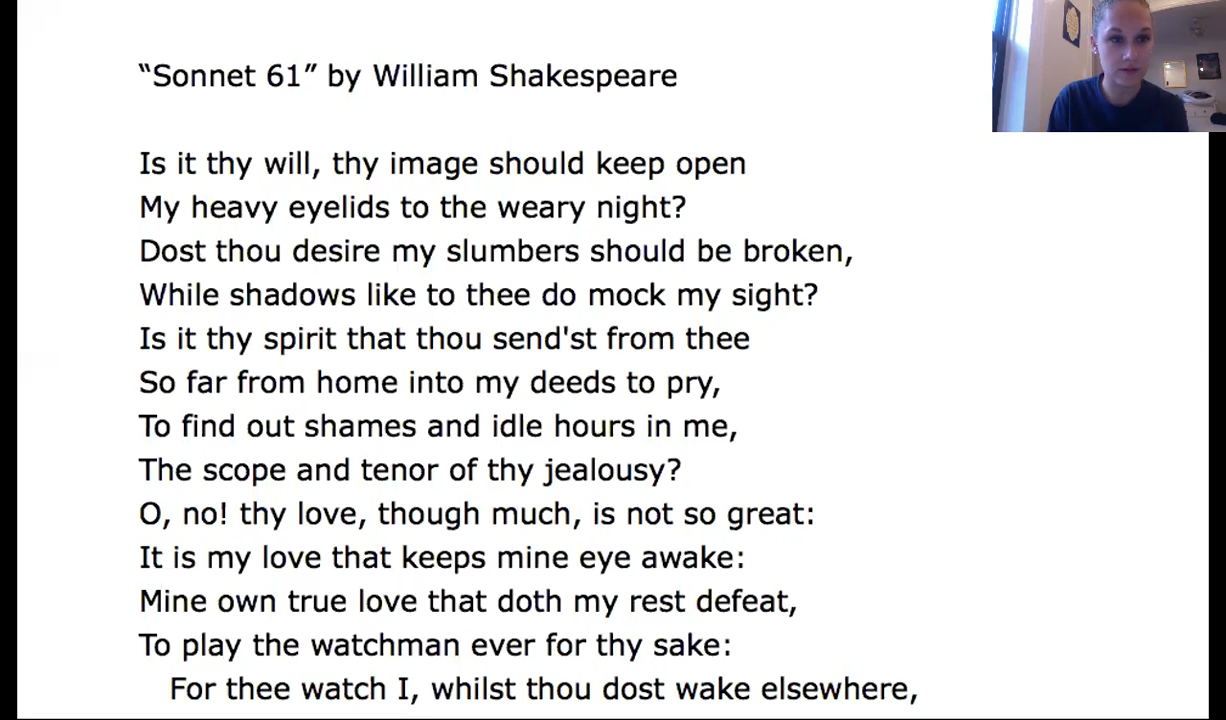 “Sonnet 61” by William Shakespeare
Is it thy will, thy image should keep open
My heavy eyelids to the weary night?
Dost thou desire my slumbers should be broken,
While shadows like to thee do mock my sight?
Is it thy spirit that thou send'st from thee
So far from home into my deeds to pry,
To find out shames and idle hours in me,
The scope and tenor of thy jealousy?
O, no! thy love, though much, is not so great:
It is my love that keeps mine eye awake:
Mine own true love that doth my rest defeat,
To play the watchman ever for thy sake:
For thee watch I, whilst thou dost wake elsewhere,